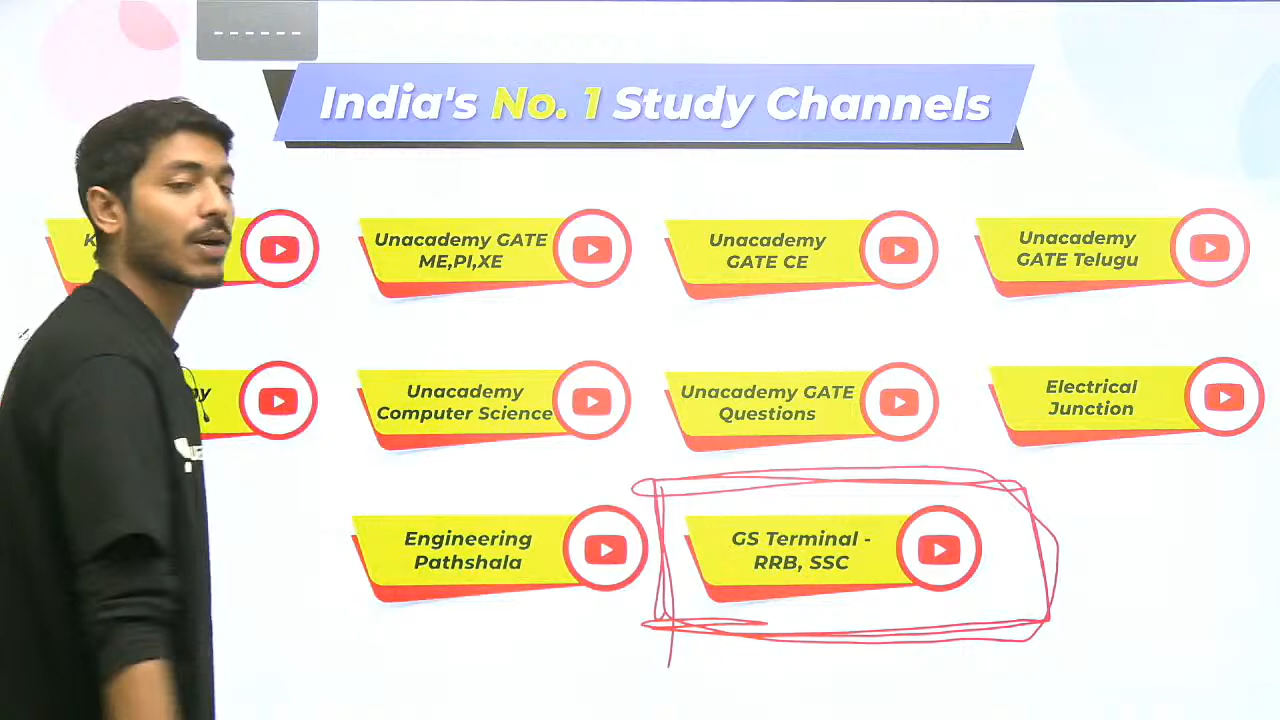 India's No. 1 Study Channels
Unacademy GATE
ME,PI,XE
Unacademy
GATE CE
Unacademy
GATE Telugu
Unacademy
Computer Science
Unacademy GATE
Questions
Electrical
Junction
Engineering
Pathshala
GS Terminal -
RRB, SSC